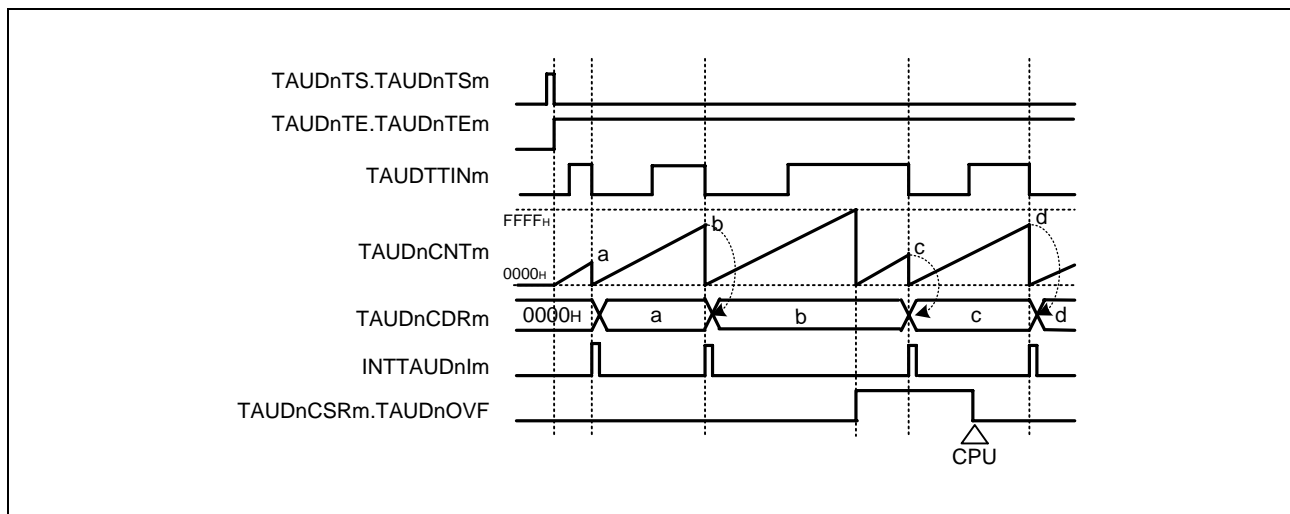 TAUDnTS.TAUDnTSm
TAUDnTE.TAUDnTEm
TAUDTTINm
FFFFH
TAUDnCNTm
0000H
a
b
c
d
TAUDnCDRm
0000H
a
b
c
d
INTTAUDnIm
TAUDnCSRm.TAUDnOVF
CPU